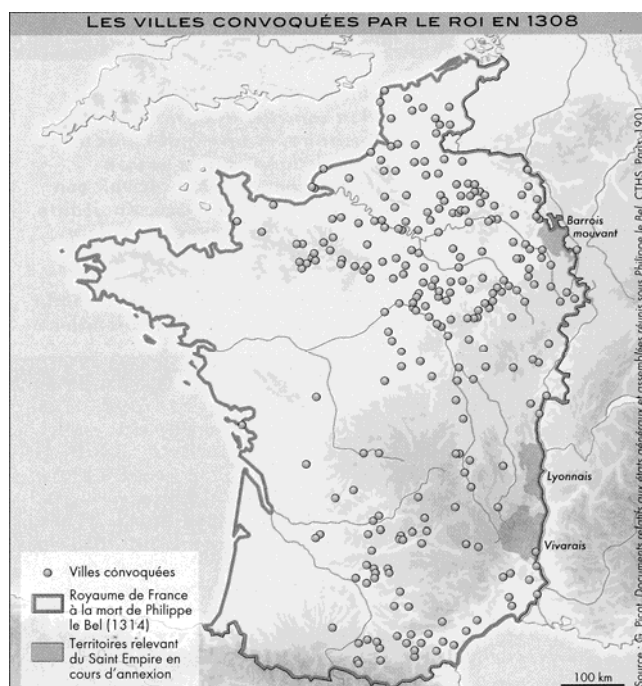 LES VILLES CONVOQUÉES PAR LE ROI EN 1308
Barrois
mouvant
Lyonnais
Vivarais
Villes convoquées
Royaume de France
à la mort de Philippe
le Bel (1314)
Territoires relevant
du Saint Empire en
cours d'annexion
100 km
Source : G. Picot, Documents relatifs aux états généraux et assemblées réunis sous Philippe le Bel, CTHS, Paris, 1901